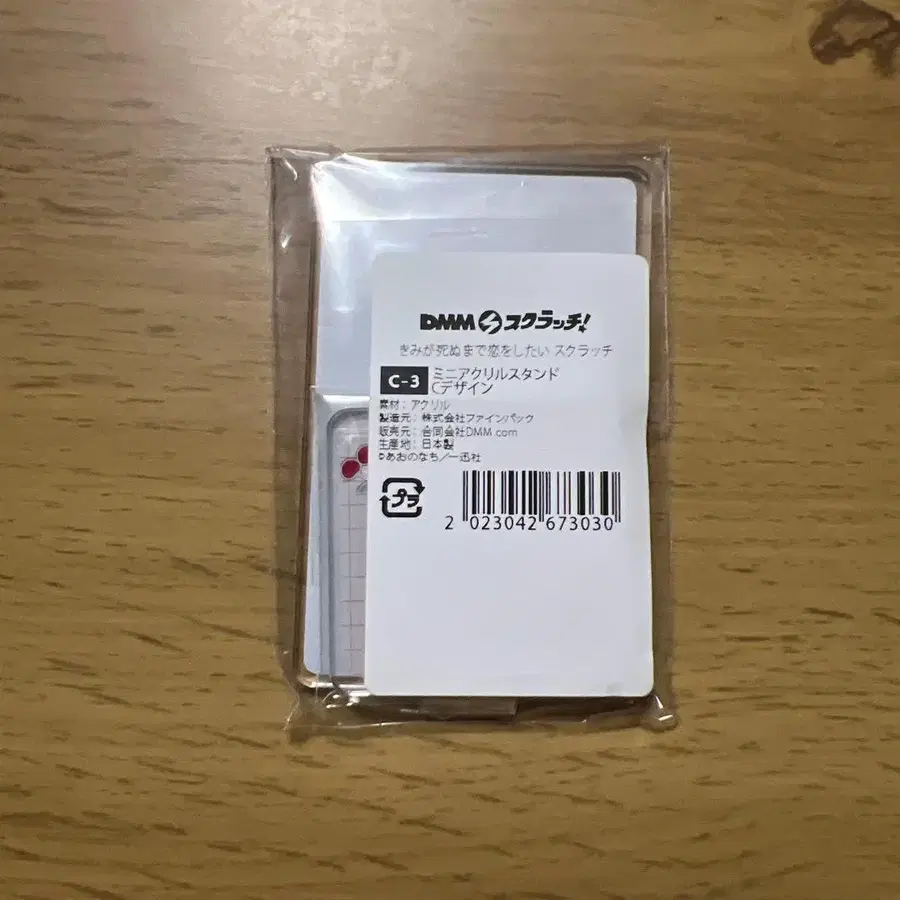 DMM スクラッチ!
きみが死ぬまで恋をしたい スクラッチ
C-3 ミニアクリルスタンド
Cデザイン
素材：アクリル
製造元：株式会社ファインパック
販売元：合同会社DMM.com
生産地：日本製
©あおのなち／一迅社
プラ
2 023042 673030